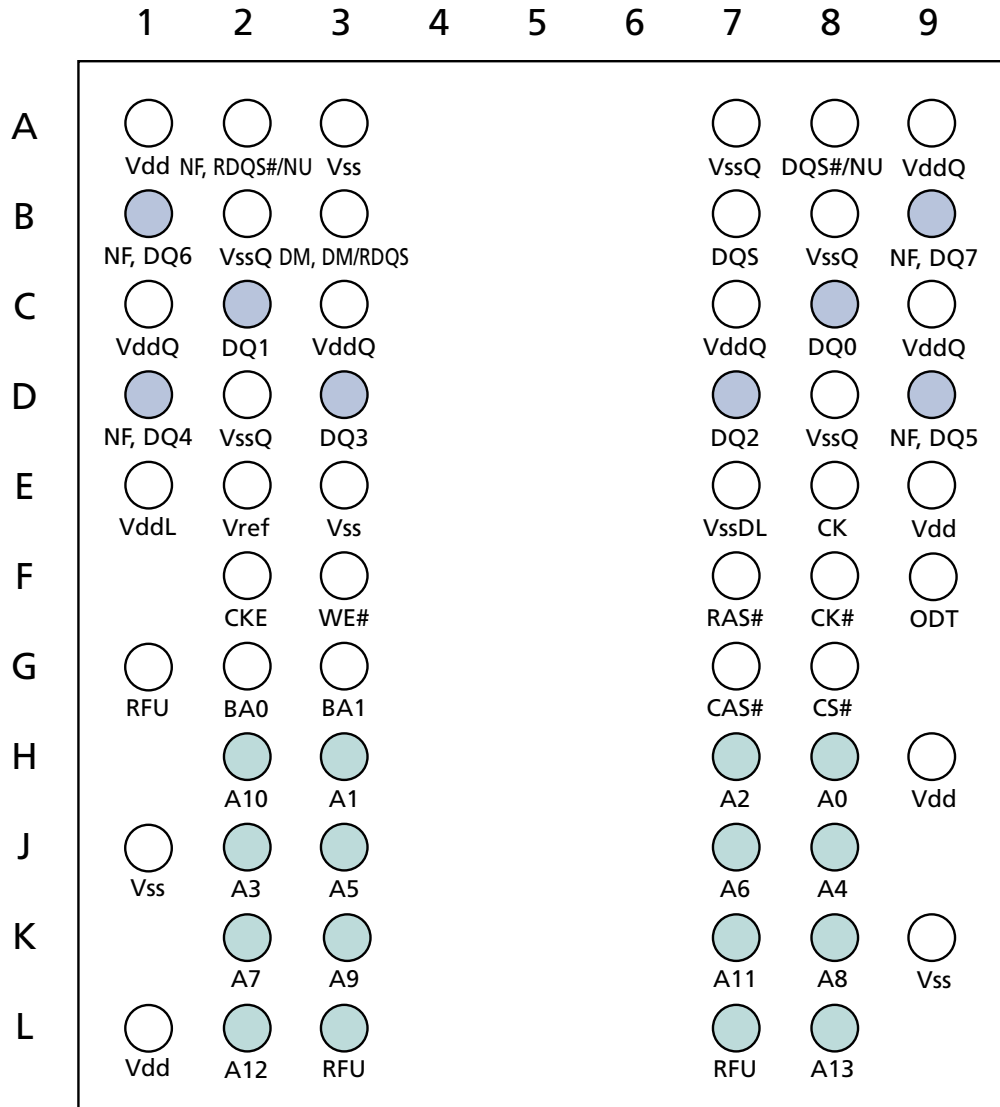 1 2 3 4 5 6 7 8 9
A
Vdd NF, RDQS#/NU Vss VssQ DQS#/NU VddQ
B
NF, DQ6 VssQ DM, DM/RDQS DQS VssQ NF, DQ7
C
VddQ DQ1 VddQ VddQ DQ0 VddQ
D
NF, DQ4 VssQ DQ3 DQ2 VssQ NF, DQ5
E
VddL Vref Vss VssDL CK Vdd
F
CKE WE# RAS# CK# ODT
G
RFU BA0 BA1 CAS# CS#
H
A10 A1 A2 A0 Vdd
J
Vss A3 A5 A6 A4
K
A7 A9 A11 A8 Vss
L
Vdd A12 RFU RFU A13